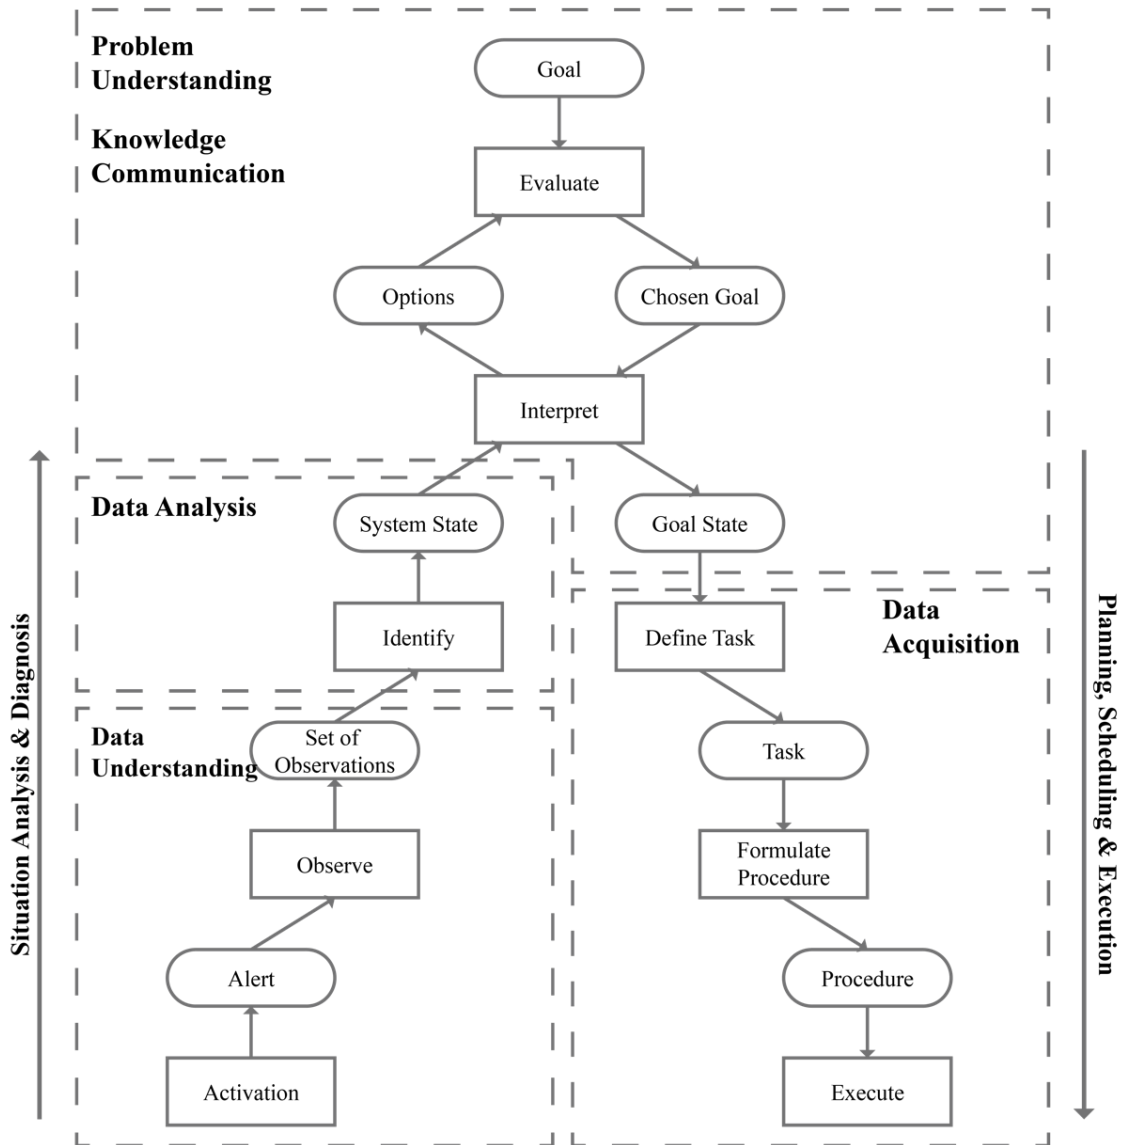 Problem
Understanding
Knowledge
Communication
Goal
Evaluate
Options
Chosen Goal
Interpret
Data Analysis
System State
Goal State
Identify
Define Task
Data
Acquisition
Data
Understanding
Set of
Observations
Task
Observe
Formulate
Procedure
Alert
Procedure
Activation
Execute
Situation Analysis & Diagnosis
Planning, Scheduling & Execution